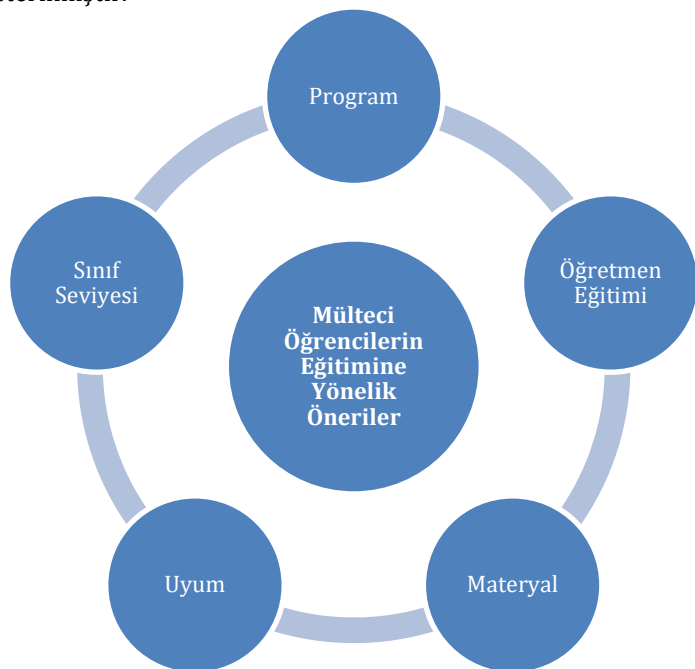 Program
Öğretmen
Eğitimi
Materyal
Uyum
Sınıf
Seviyesi
Mülteci
Öğrencilerin
Eğitimine
Yönelik
Öneriler